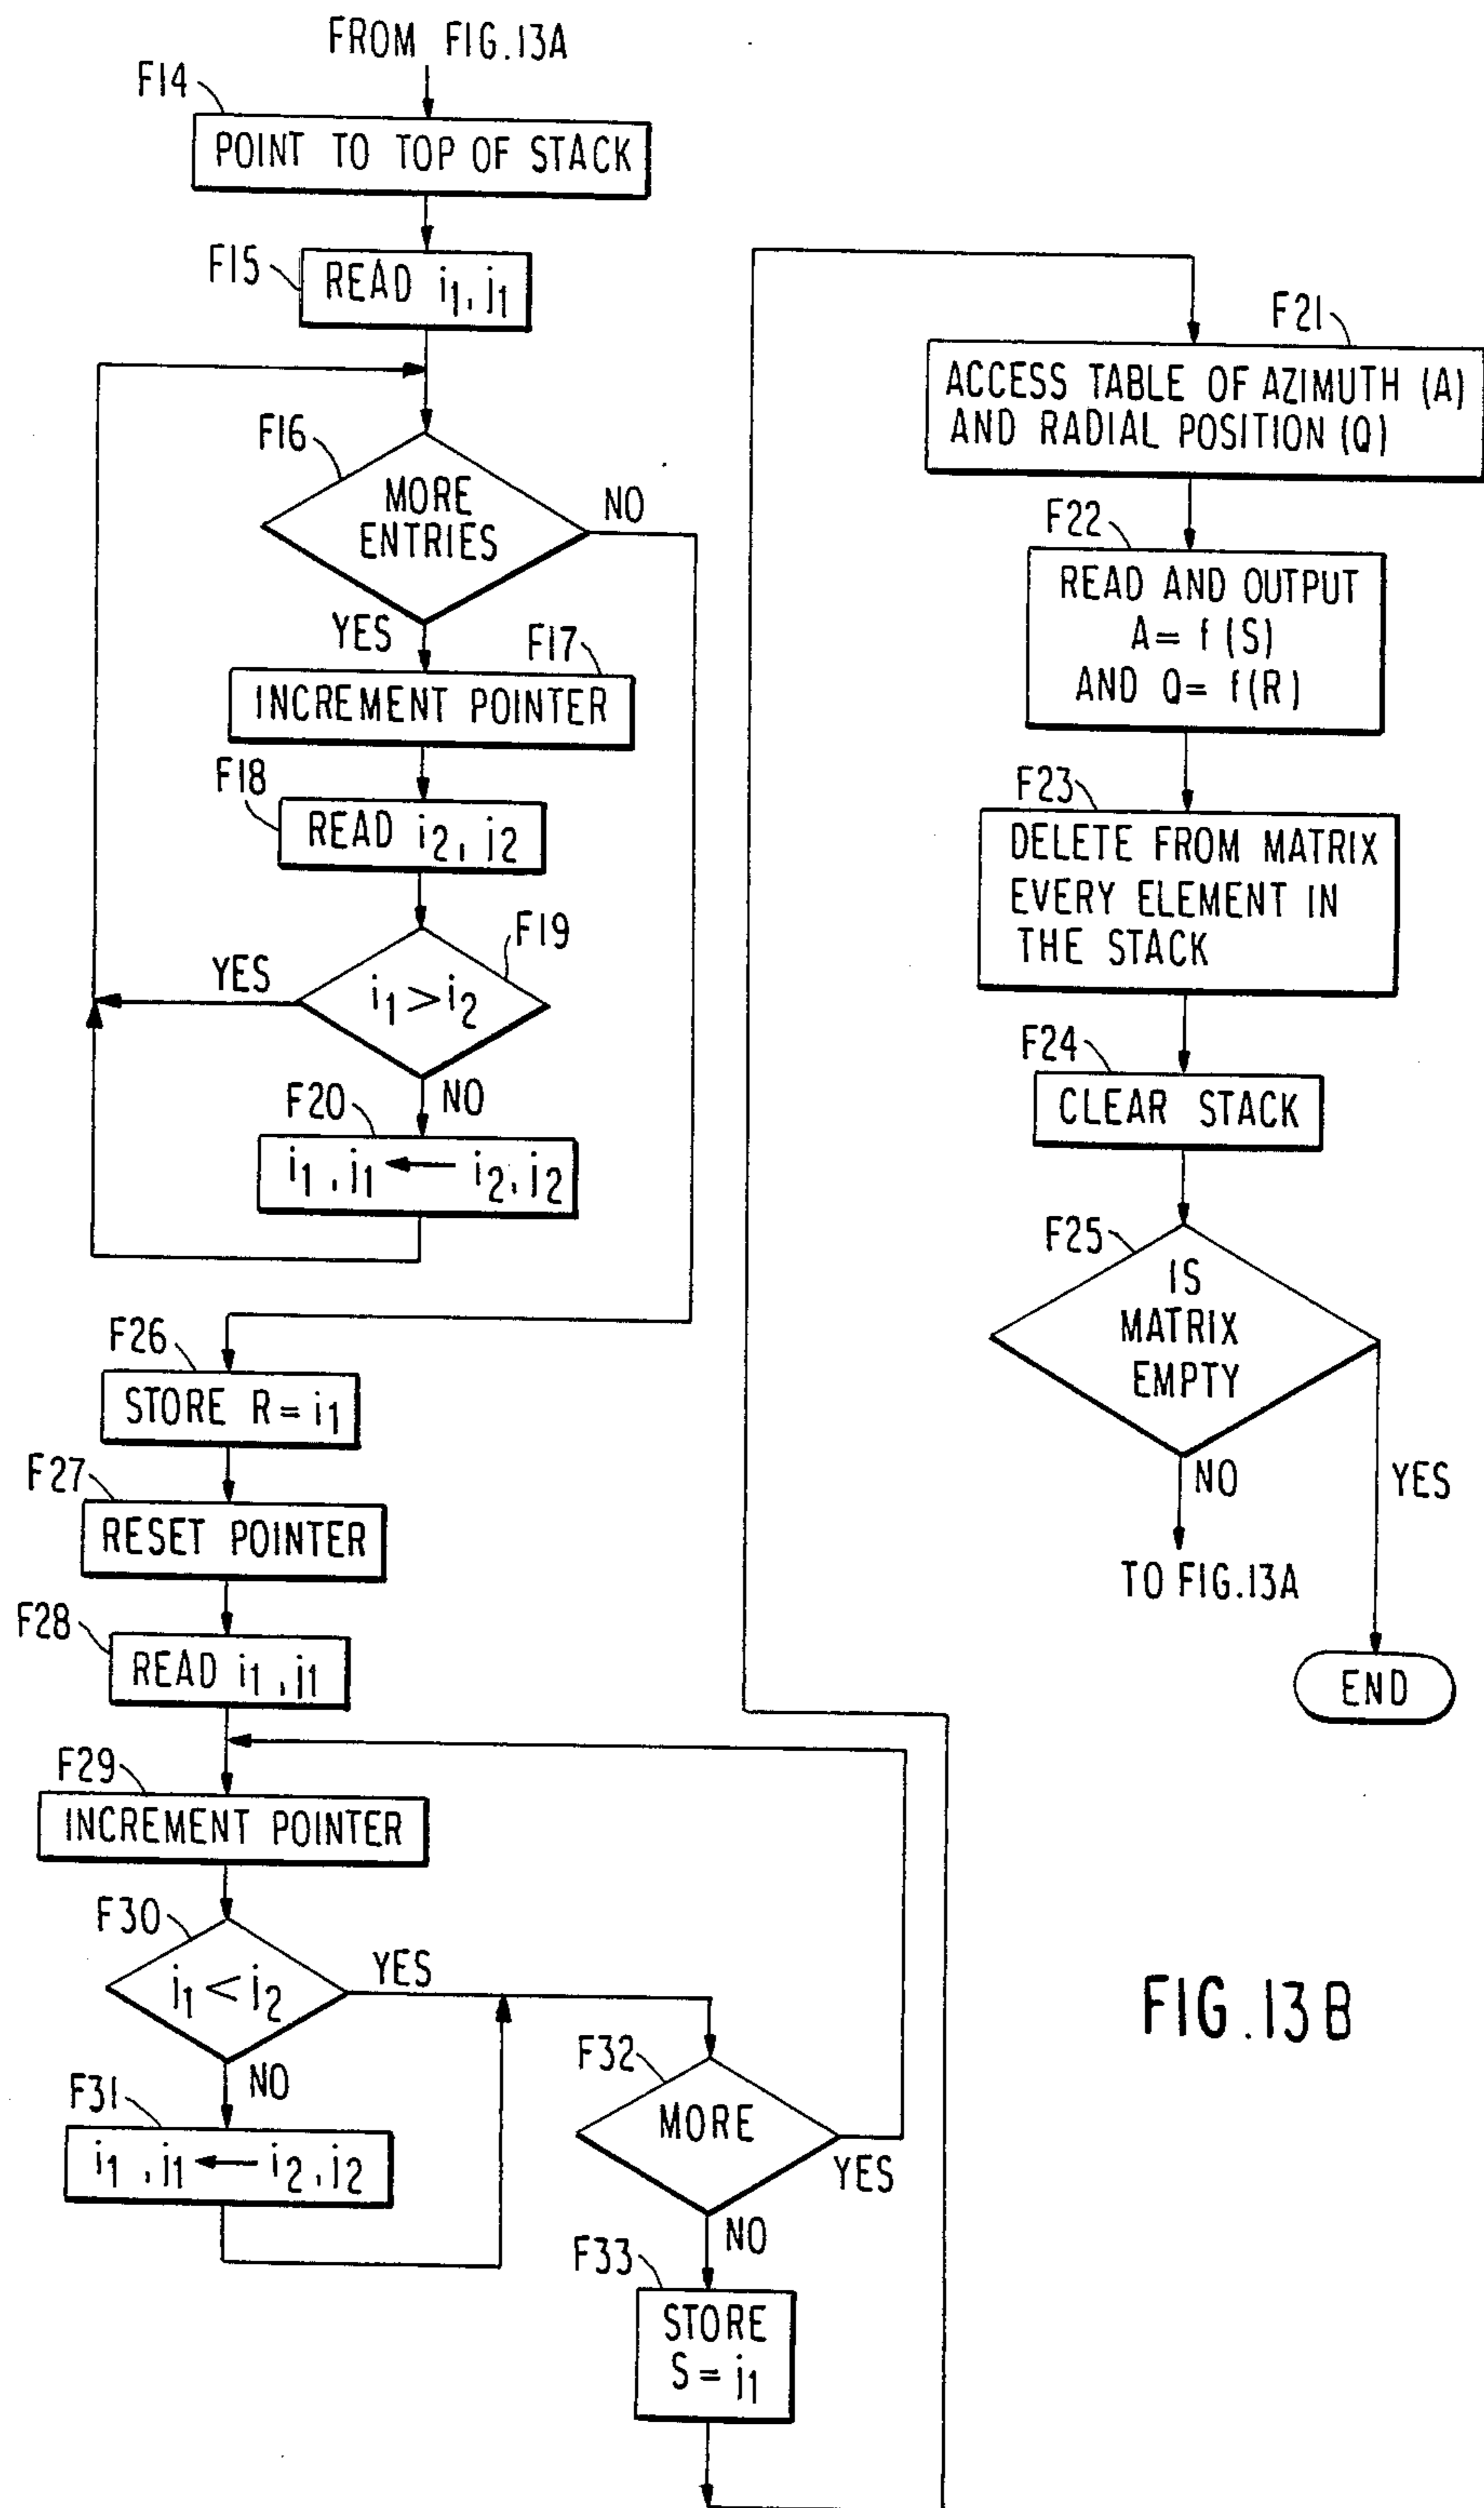 FROM FIG.13A
F14
POINT TO TOP OF STACK
F15
READ i1, j1
F16
MORE
ENTRIES
NO
YES
F17
INCREMENT POINTER
F18
READ i2, j2
F19
YES
i1 > i2
NO
F20
i1, j1 ← i2, j2
F26
STORE R = i1
F27
RESET POINTER
F28
READ i1, j1
F29
INCREMENT POINTER
F30
j1 < j2
YES
NO
F31
i1, j1 ← i2, j2
F32
MORE
YES
NO
F33
STORE
S = j1
F21
ACCESS TABLE OF AZIMUTH (A)
AND RADIAL POSITION (Q)
F22
READ AND OUTPUT
A = f (S)
AND Q = f(R)
F23
DELETE FROM MATRIX
EVERY ELEMENT IN
THE STACK
F24
CLEAR STACK
F25
IS
MATRIX
EMPTY
NO
YES
TO FIG.13A
END
FIG.13B